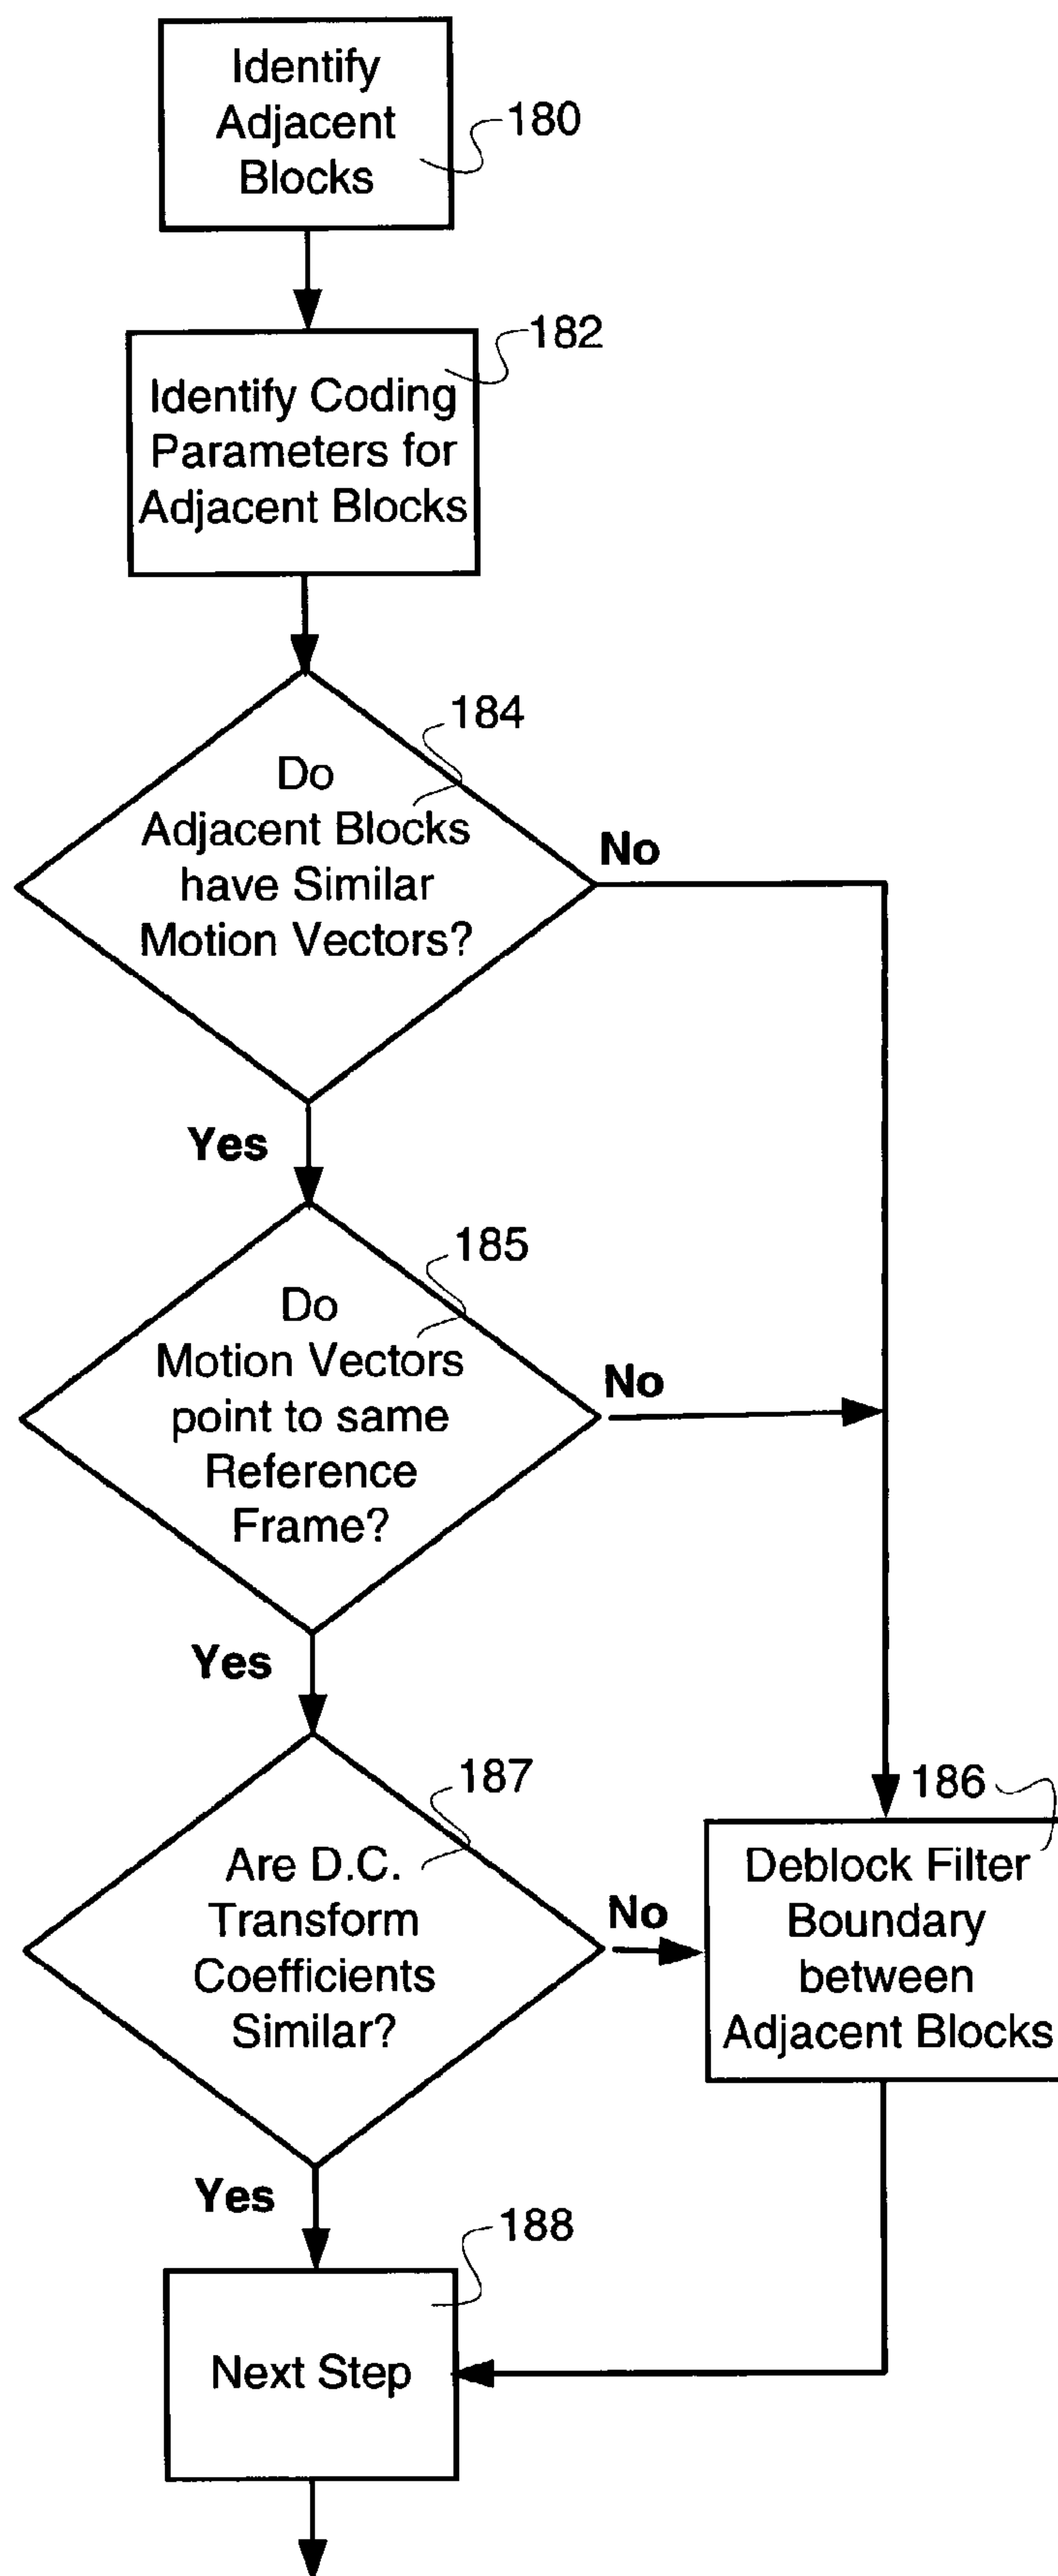 Identify
Adjacent
Blocks
180
182
Identify Coding
Parameters for
Adjacent Blocks
184
Do
Adjacent Blocks
have Similar
Motion Vectors?
No
Yes
185
Do
Motion Vectors
point to same
Reference
Frame?
No
Yes
187
Are D.C.
Transform
Coefficients
Similar?
No
186
Deblock Filter
Boundary
between
Adjacent Blocks
Yes
188
Next Step